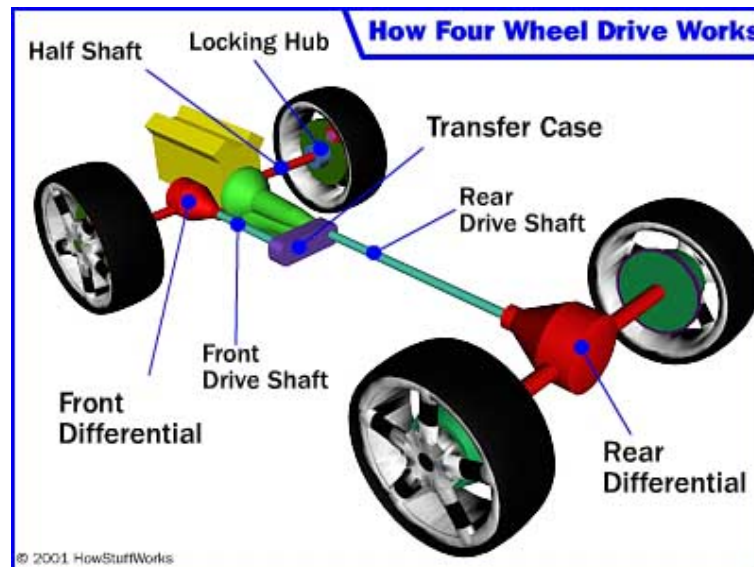 How Four Wheel Drive Works
Locking Hub
Half Shaft
Transfer Case
Rear
Drive Shaft
Front
Drive Shaft
Front
Differential
Rear
Differential
© 2001 HowStuffWorks